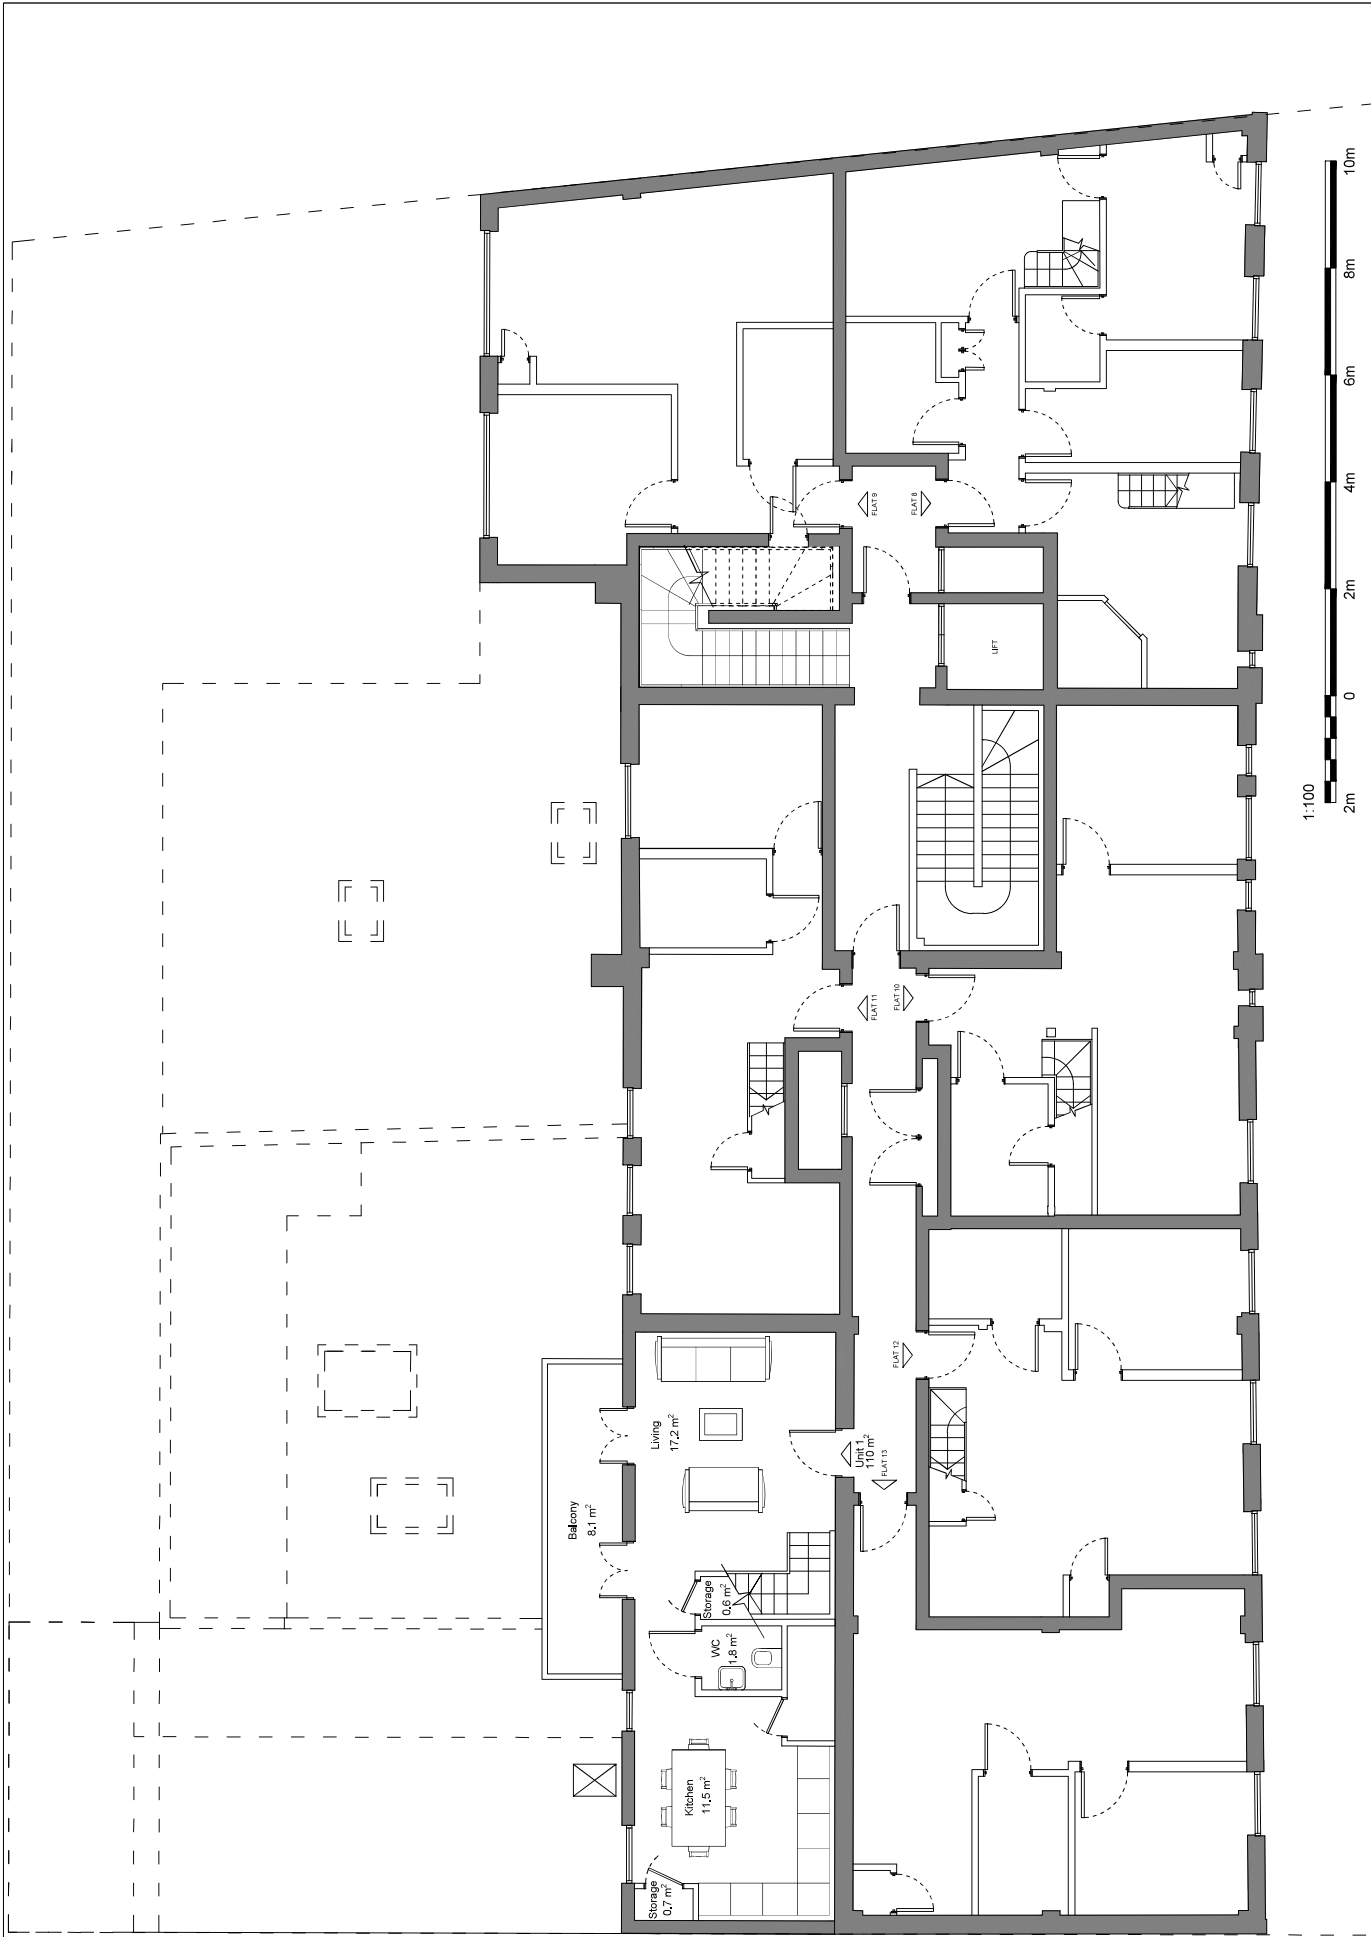 FLAT 9
FLAT 8
LIFT
FLAT 11
FLAT 10
FLAT 12
Unit 1
110 m²
FLAT 13
Living
17.2 m²
Balcony
8.1 m²
Storage
0.6 m²
WC
1.8 m²
Kitchen
11.5 m²
Storage
0.7 m²
1:100
2m
0
2m
4m
6m
8m
10m